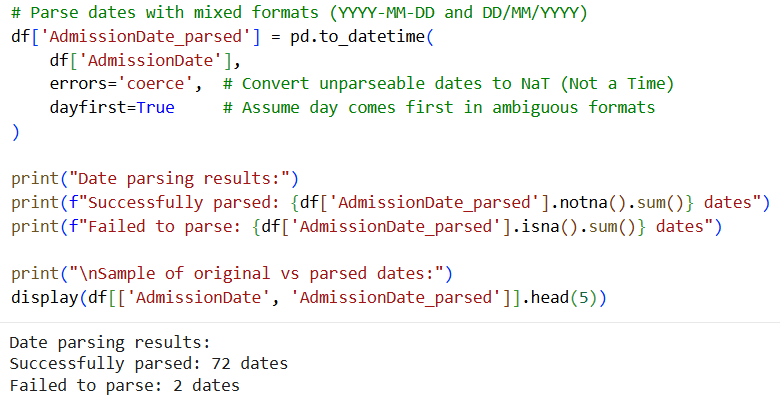 # Parse dates with mixed formats (YYYY-MM-DD and DD/MM/YYYY)
df['AdmissionDate_parsed'] = pd.to_datetime(
    df['AdmissionDate'],
    errors='coerce',  # Convert unparseable dates to NaT (Not a Time)
    dayfirst=True     # Assume day comes first in ambiguous formats
)

print("Date parsing results:")
print(f"Successfully parsed: {df['AdmissionDate_parsed'].notna().sum()} dates")
print(f"Failed to parse: {df['AdmissionDate_parsed'].isna().sum()} dates")

print("\nSample of original vs parsed dates:")
display(df[['AdmissionDate', 'AdmissionDate_parsed']].head(5))

Date parsing results:
Successfully parsed: 72 dates
Failed to parse: 2 dates